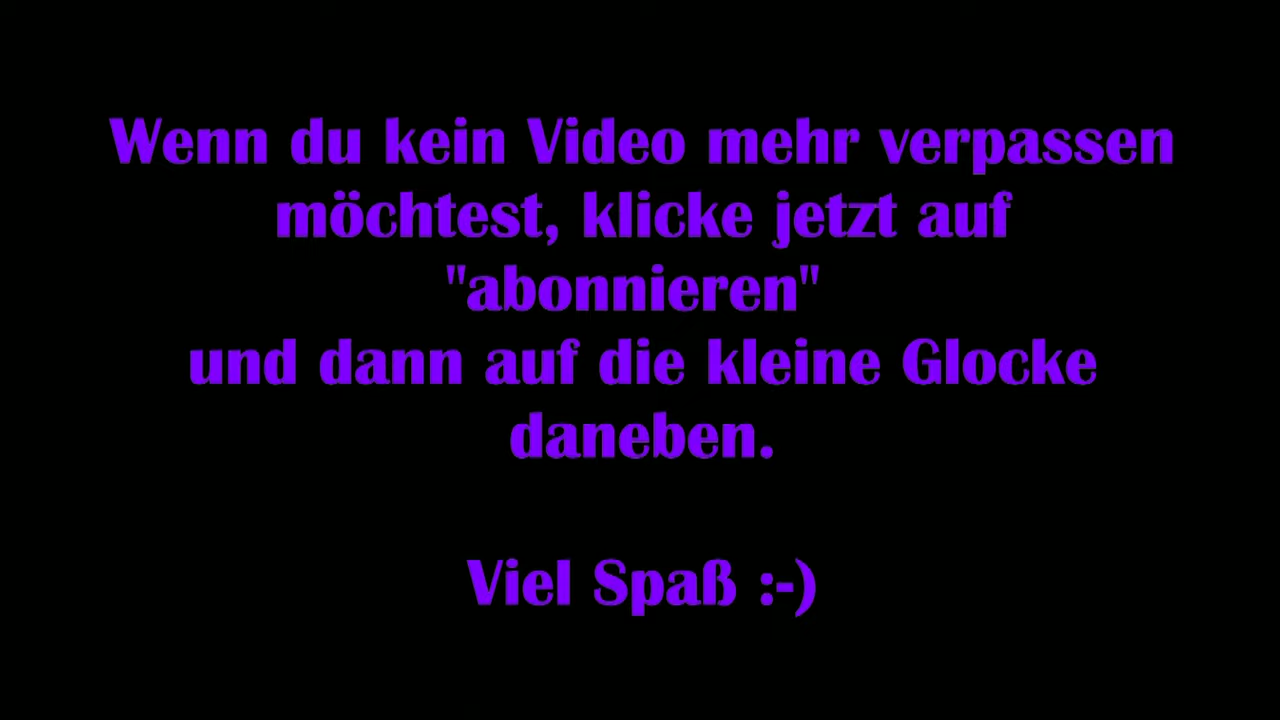 Wenn du kein Video mehr verpassen
möchtest, klicke jetzt auf
"abonnieren"
und dann auf die kleine Glocke
daneben.
Viel Spaß :-)